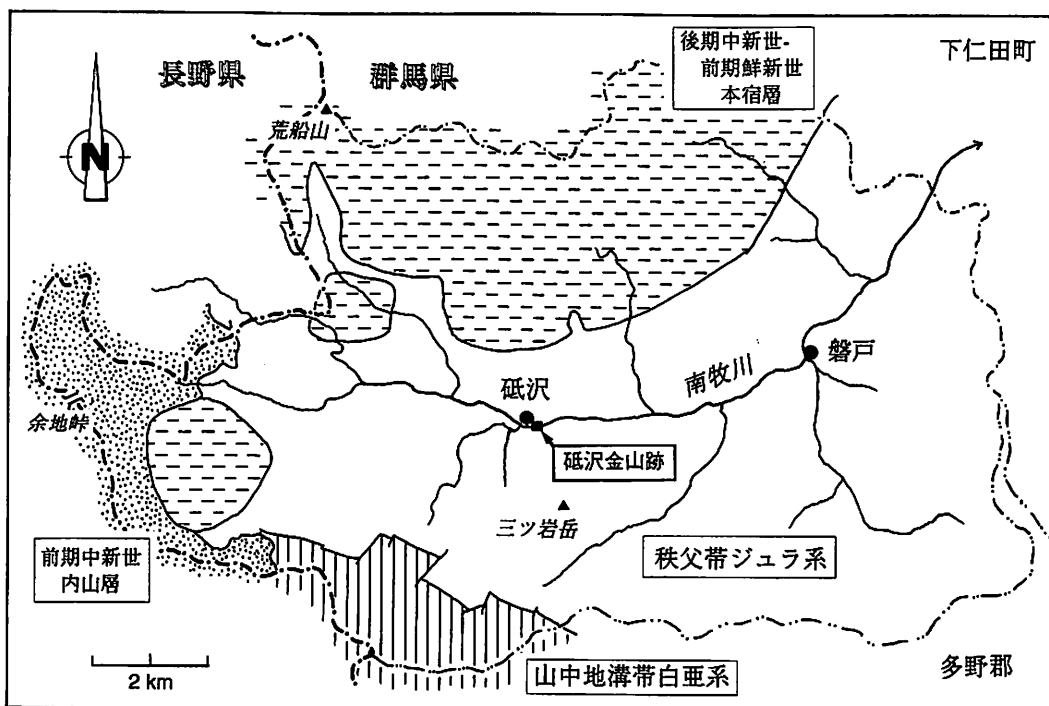 長野県
群馬県
後期中新世-
前期鮮新世
本宿層
下仁田町
荒船山
N
磐戸
南牧川
砥沢
余地峠
砥沢金山跡
三ツ岩岳
前期中新世
内山層
秩父帯ジュラ系
山中地溝帯白亜系
多野郡
2 km